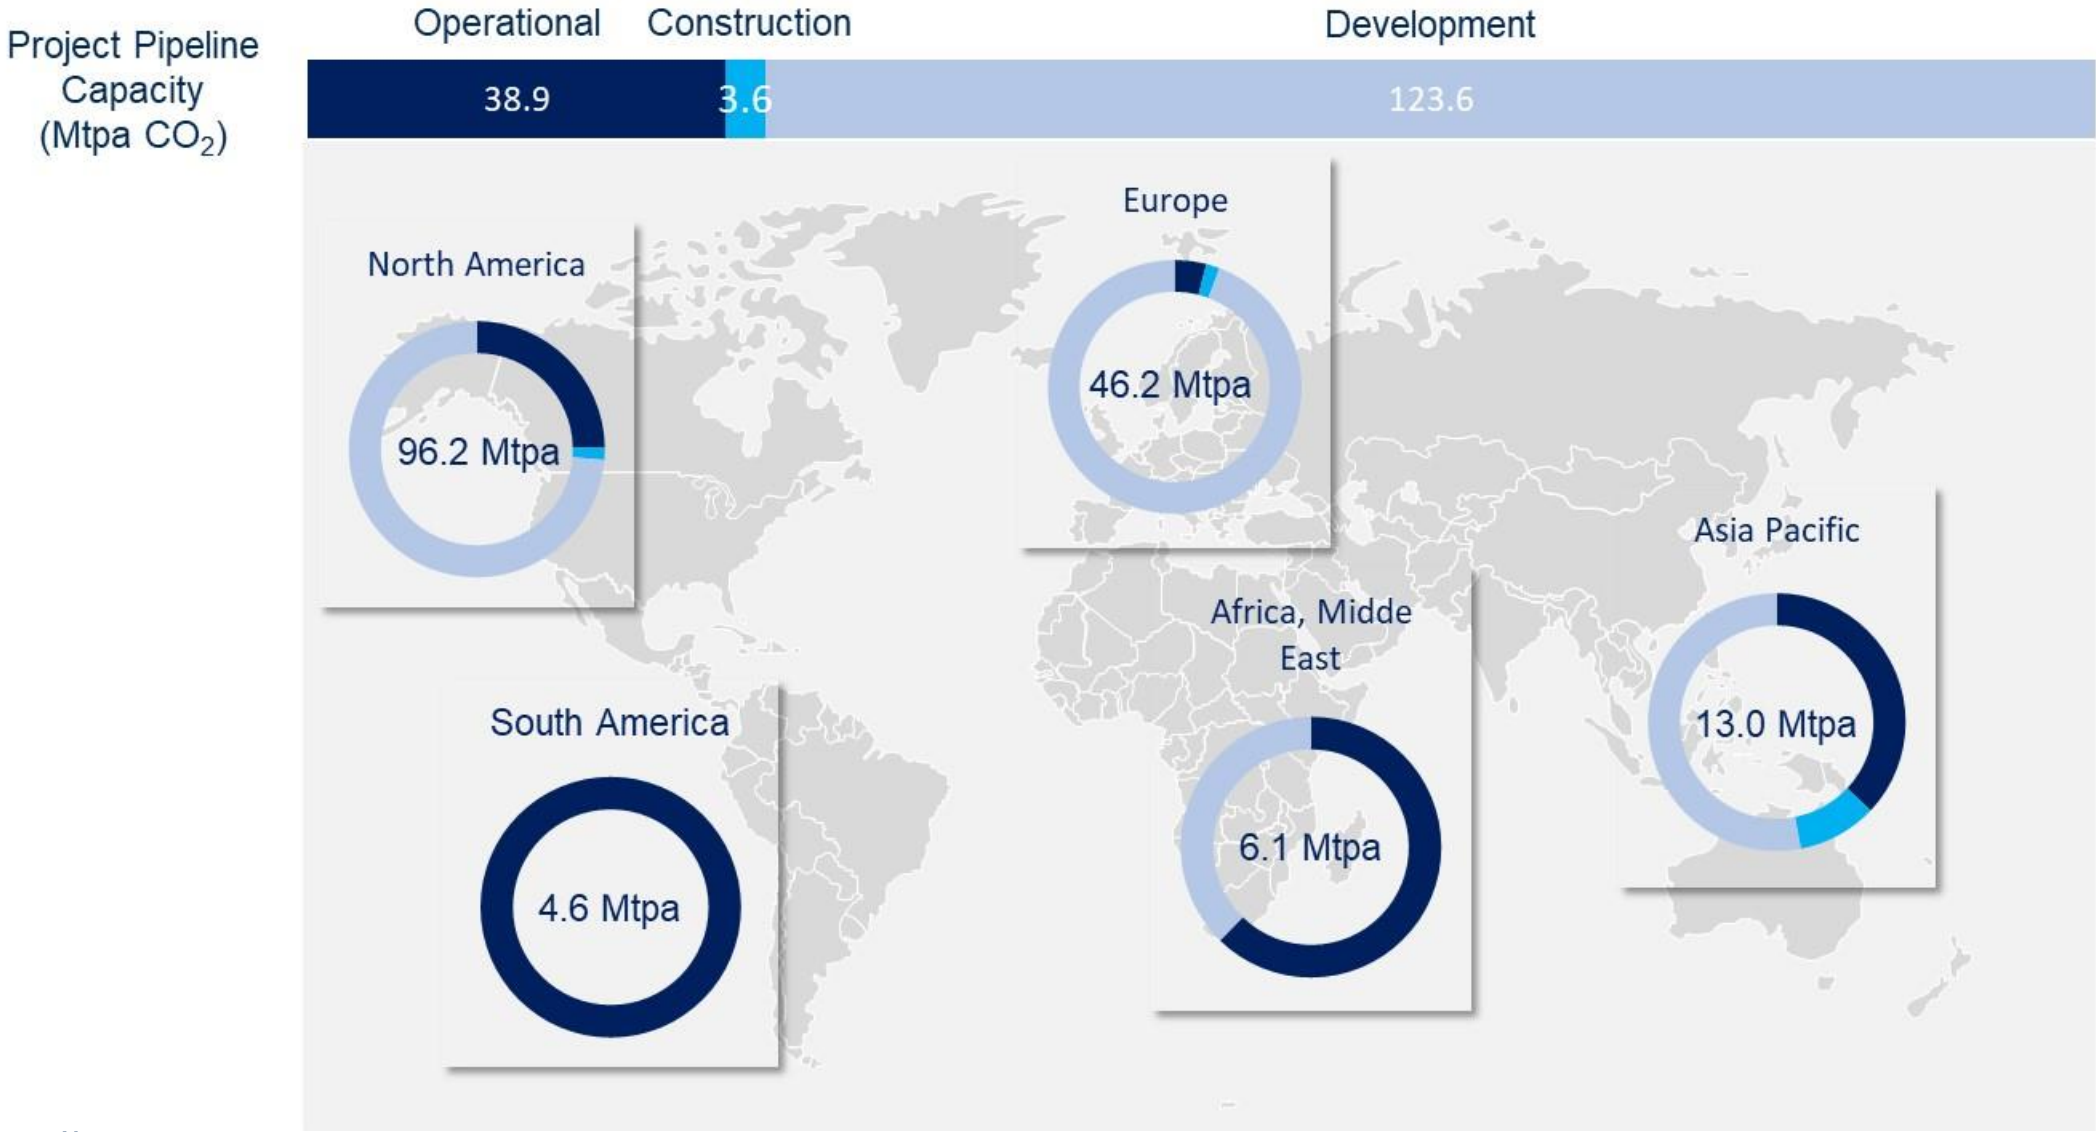 Project Pipeline
Capacity
(Mtpa CO₂)
Operational
Construction
Development
38.9
3.6
123.6
North America
96.2 Mtpa
Europe
46.2 Mtpa
Asia Pacific
13.0 Mtpa
Africa, Midde
East
6.1 Mtpa
South America
4.6 Mtpa